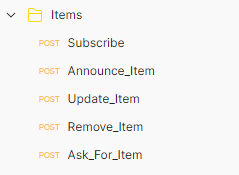 Items
POST Subscribe
POST Announce_Item
POST Update_Item
POST Remove_Item
POST Ask_For_Item